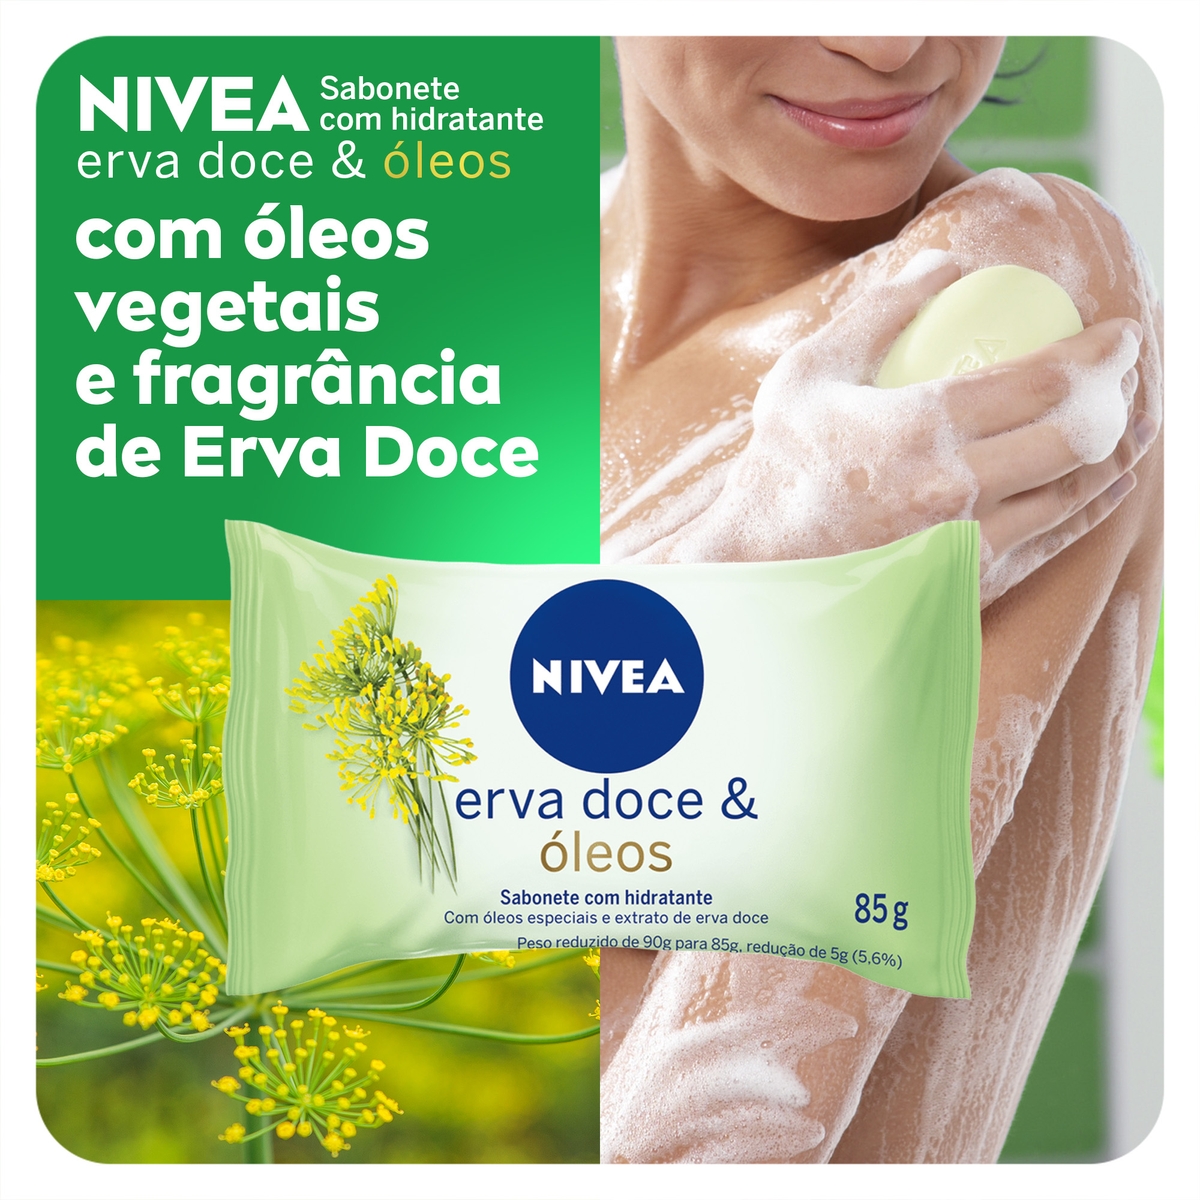 NIVEA Sabonete
com hidratante
erva doce & óleos
com óleos
vegetais
e fragrância
de Erva Doce
NIVEA
erva doce &
óleos
Sabonete com hidratante
Com óleos especiais e extrato de erva doce
85g
Peso reduzido de 90g para 85g, redução de 5g (5,6%)